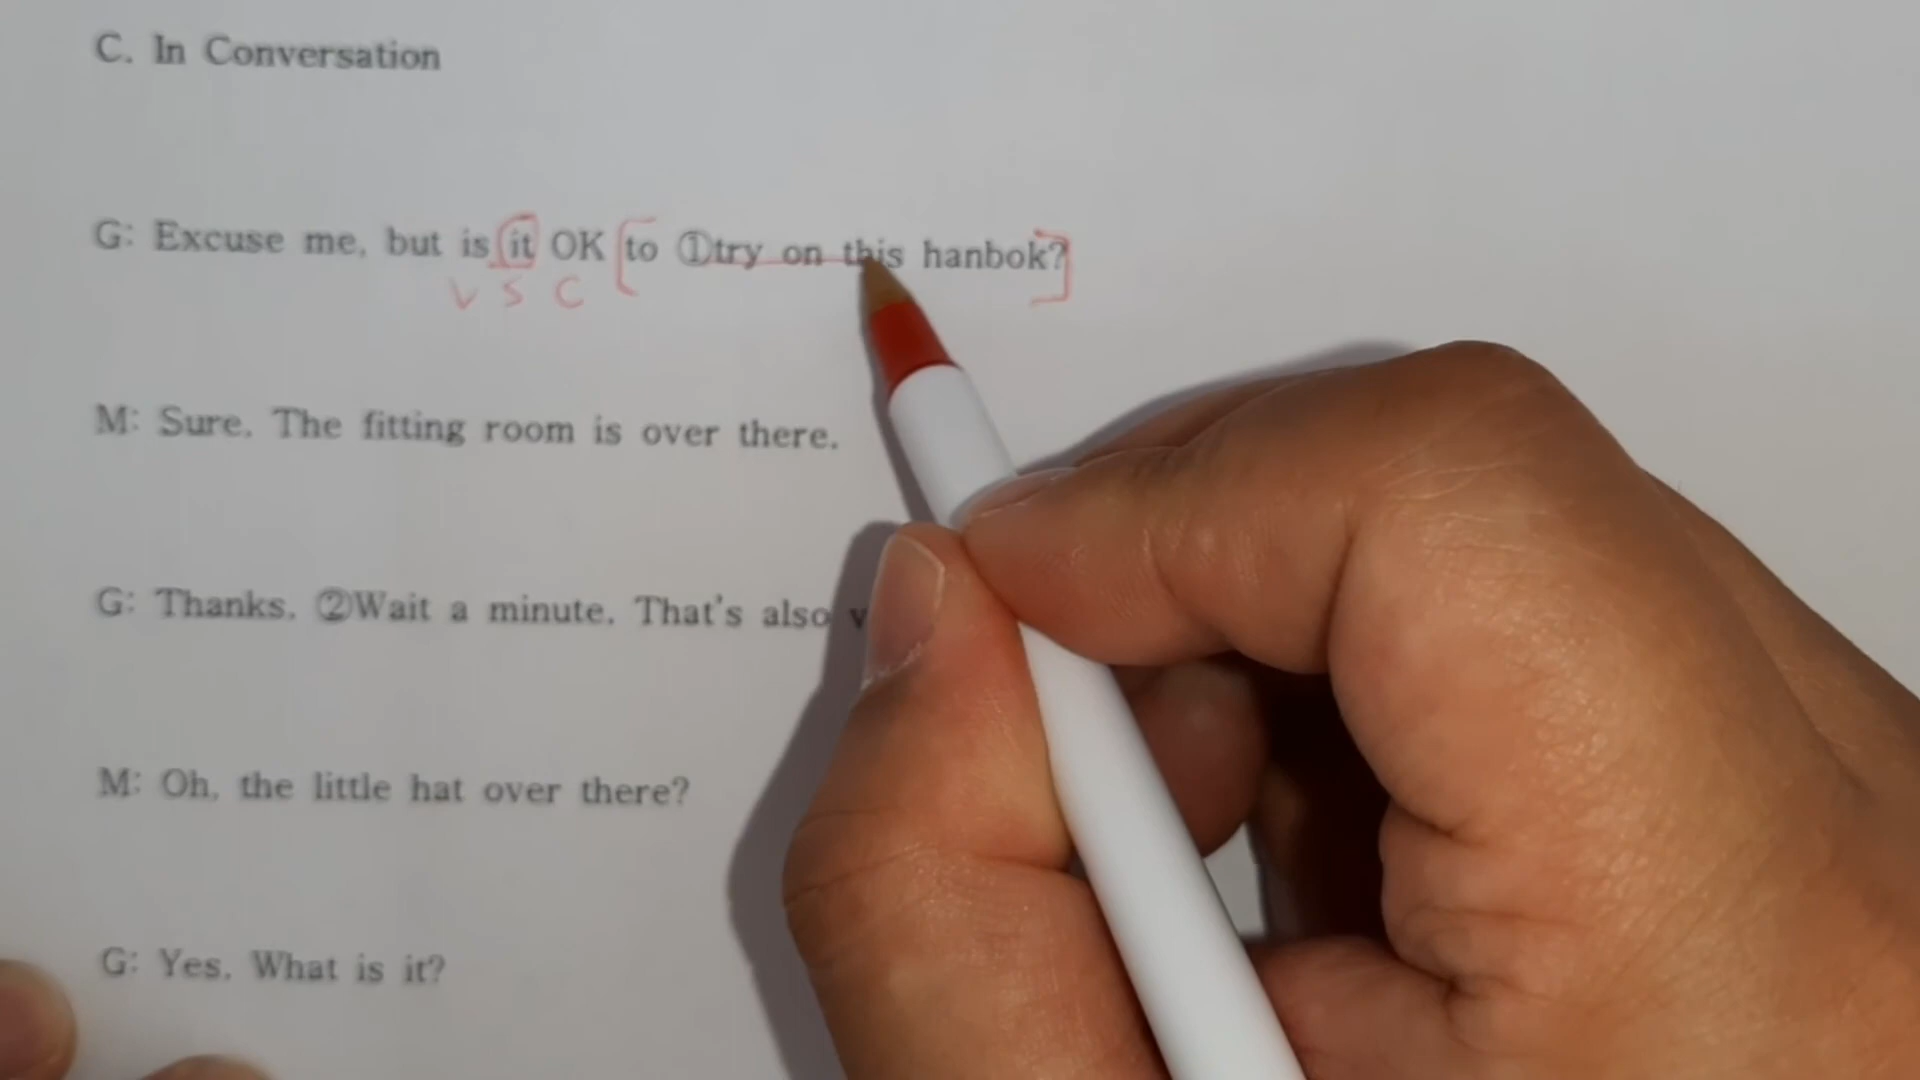 C. In Conversation
G: Excuse me, but is it OK to ①try on this hanbok?
V S C
M: Sure. The fitting room is over there.
G: Thanks. ②Wait a minute. That's also
M: Oh, the little hat over there?
G: Yes. What is it?